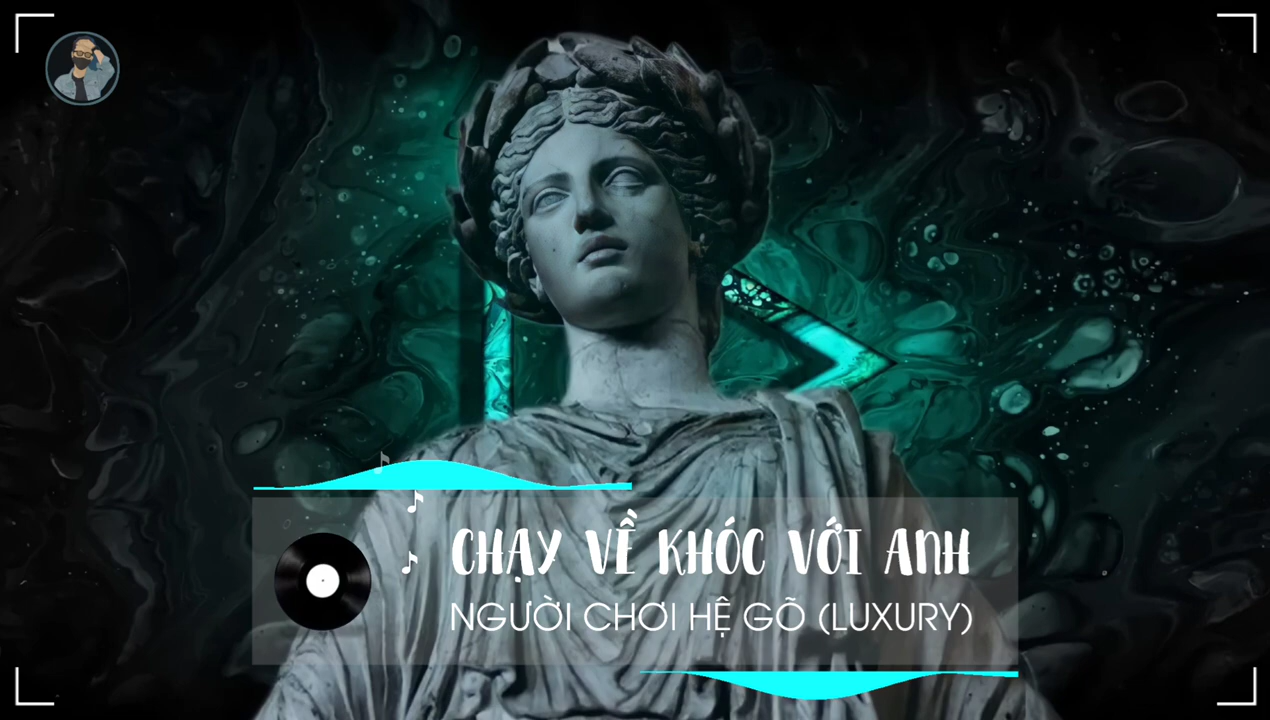 CHẠY VỀ KHÓC VỚI ANH
NGƯỜI CHƠI HỆ GÕ (LUXURY)